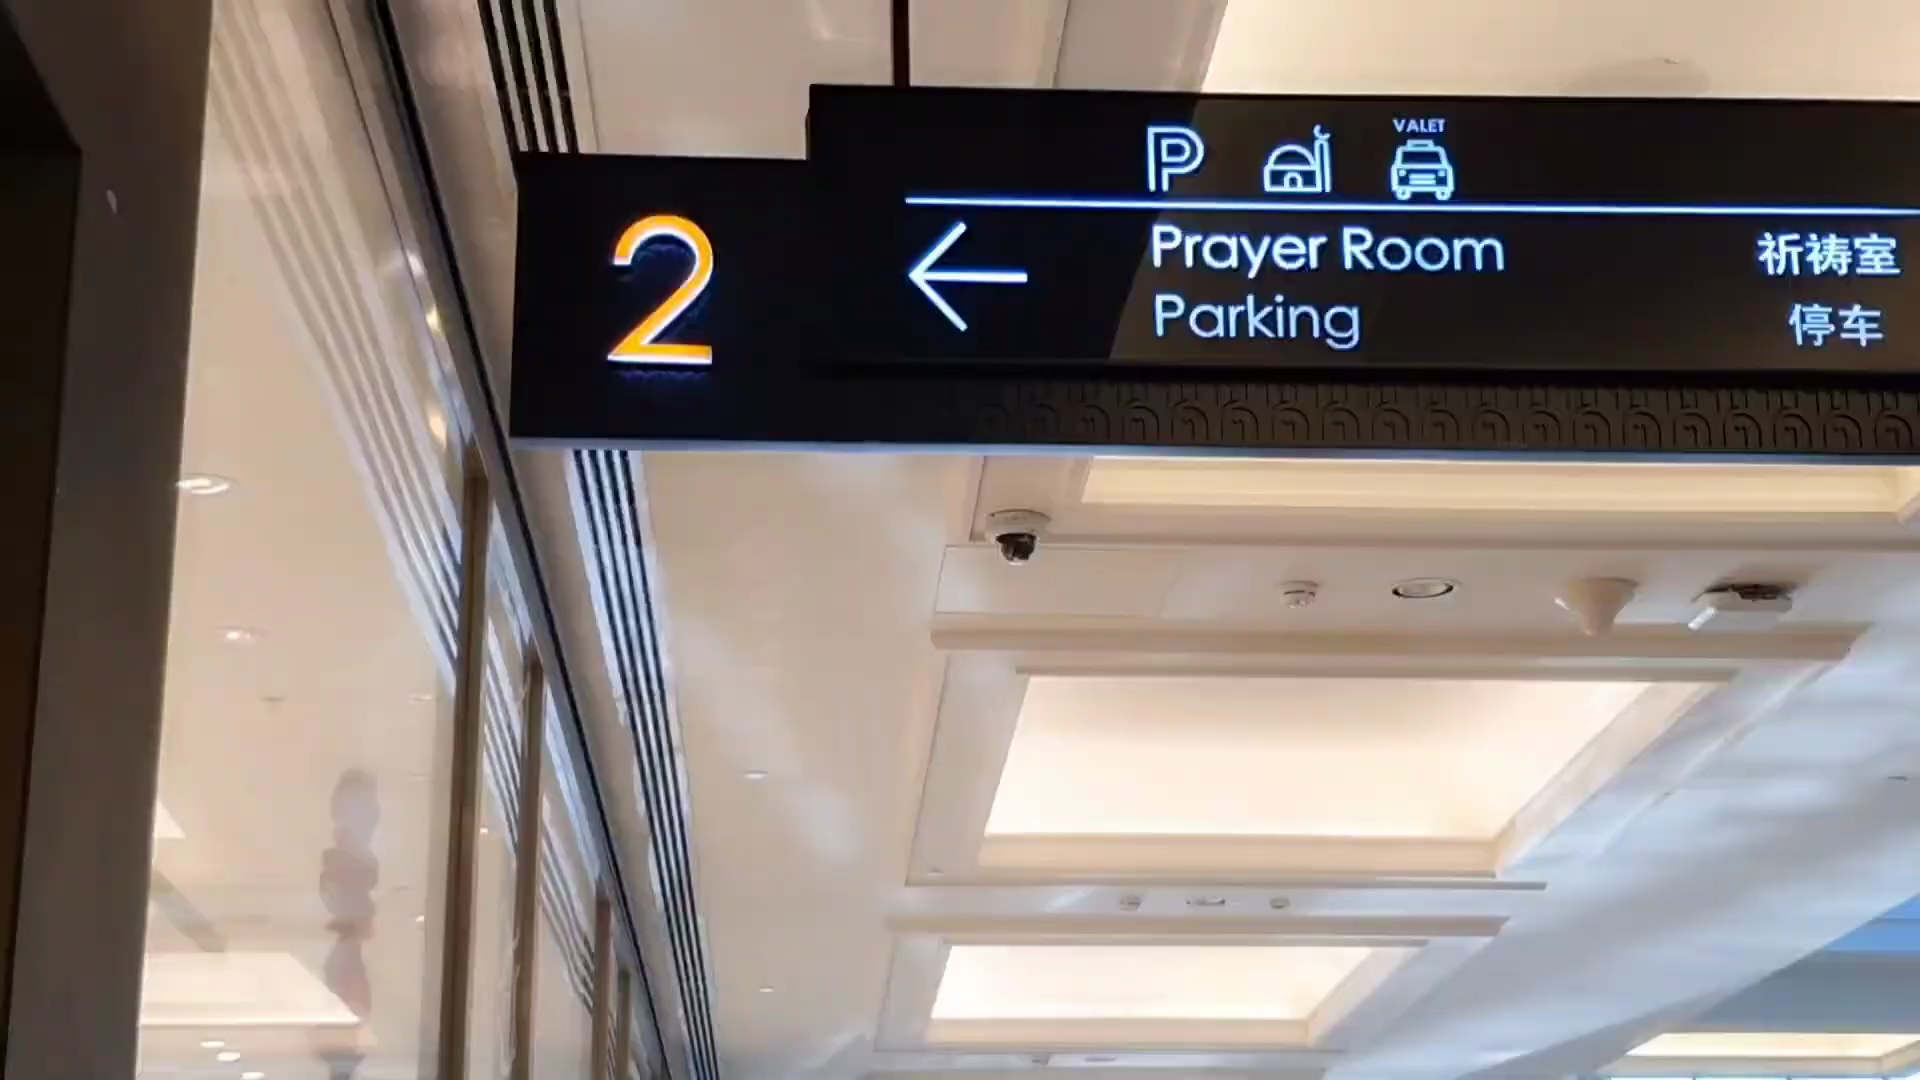 2
P
VALET
Prayer Room 祈祷室
Parking 停车